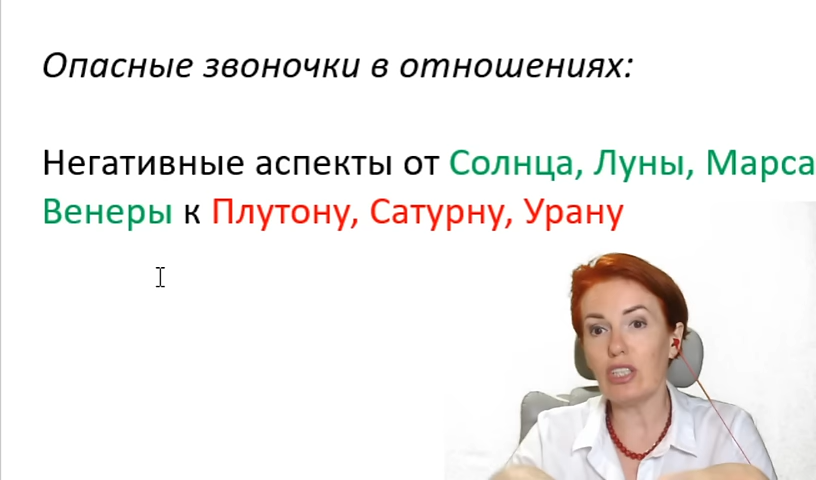 Опасные звоночки в отношениях:
Негативные аспекты от Солнца, Луны, Марса
Венеры к Плутону, Сатурну, Урану